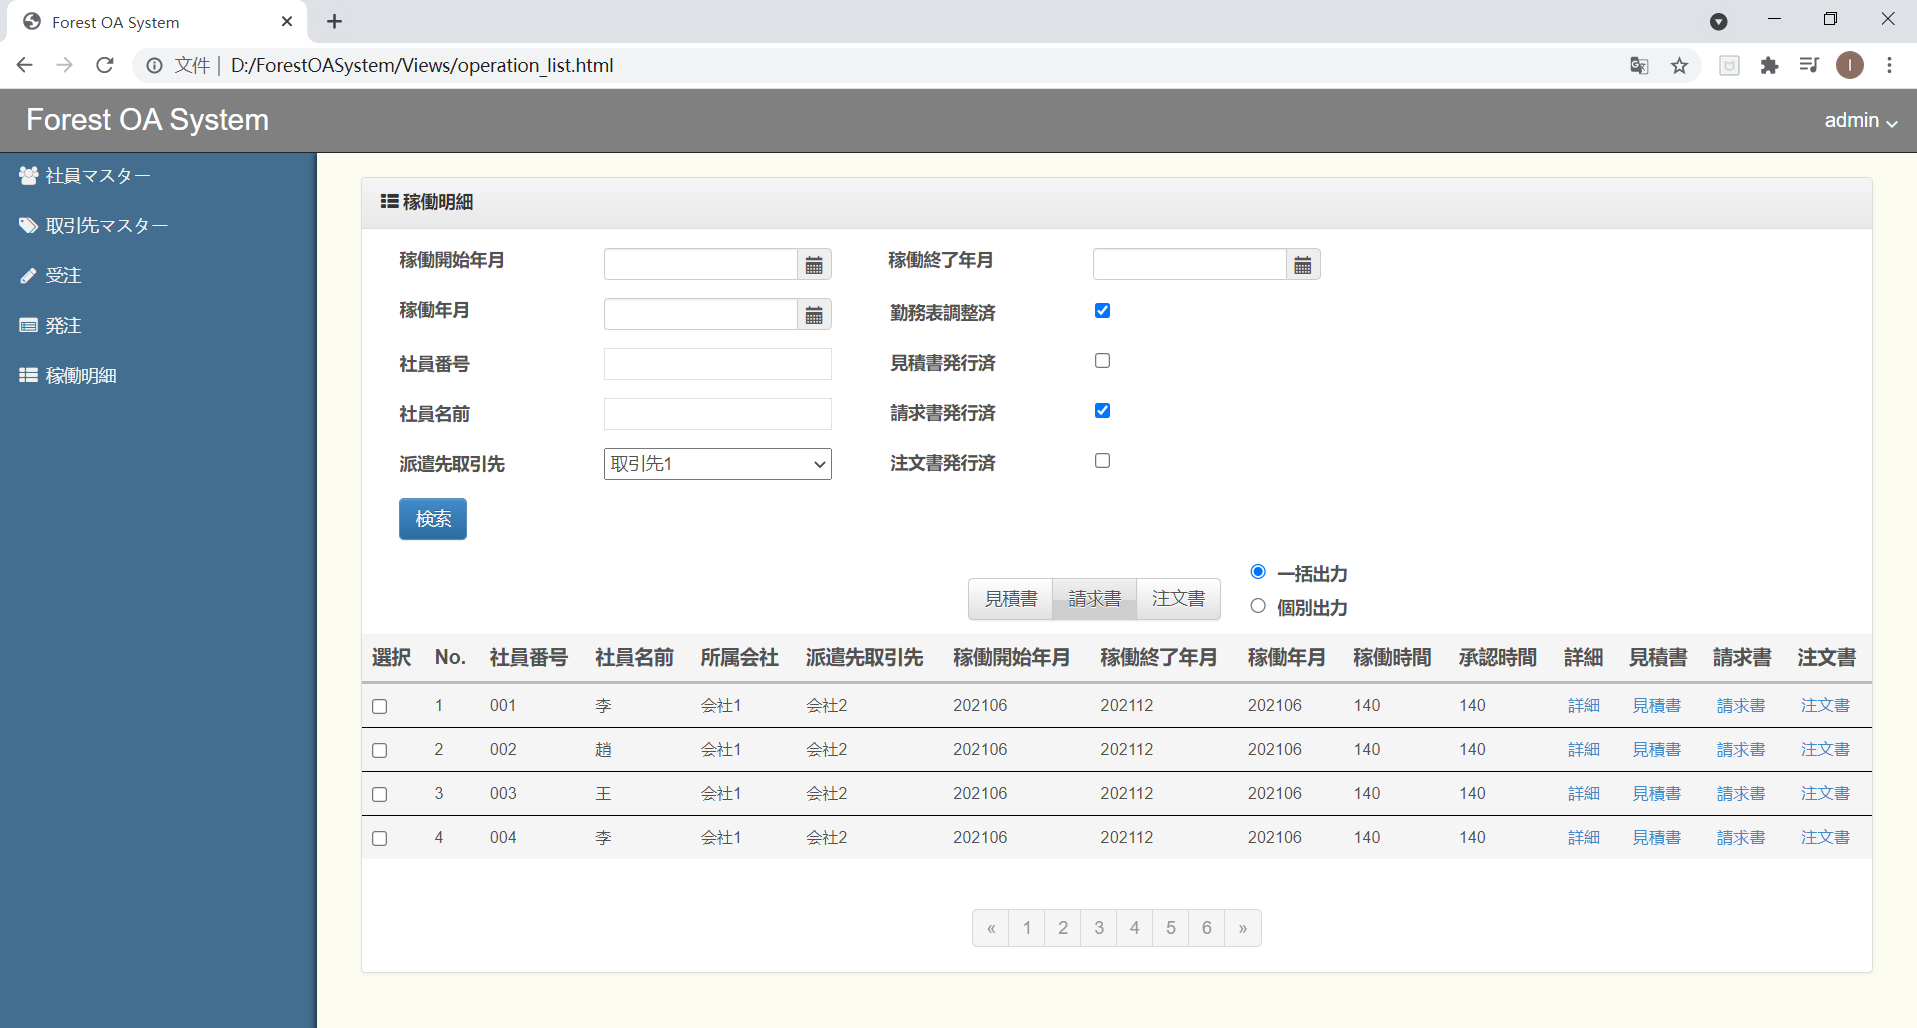 Forest OA System
文件 | D:/ForestOASystem/Views/operation_list.html
I
Forest OA System
admin
社員マスター
取引先マスター
受注
発注
稼働明細
稼働明細
稼働開始年月 稼働終了年月
稼働年月 勤務表調整済
社員番号 見積書発行済
社員名前 請求書発行済
派遣先取引先 取引先1 注文書発行済
検索
一括出力
見積書 請求書 注文書
個別出力
選択 No. 社員番号 社員名前 所属会社 派遣先取引先 稼働開始年月 稼働終了年月 稼働年月 稼働時間 承認時間 詳細 見積書 請求書 注文書
1 001 李 会社1 会社2 202106 202112 202106 140 140 詳細 見積書 請求書 注文書
2 002 趙 会社1 会社2 202106 202112 202106 140 140 詳細 見積書 請求書 注文書
3 003 王 会社1 会社2 202106 202112 202106 140 140 詳細 見積書 請求書 注文書
4 004 李 会社1 会社2 202106 202112 202106 140 140 詳細 見積書 請求書 注文書
« 1 2 3 4 5 6 »